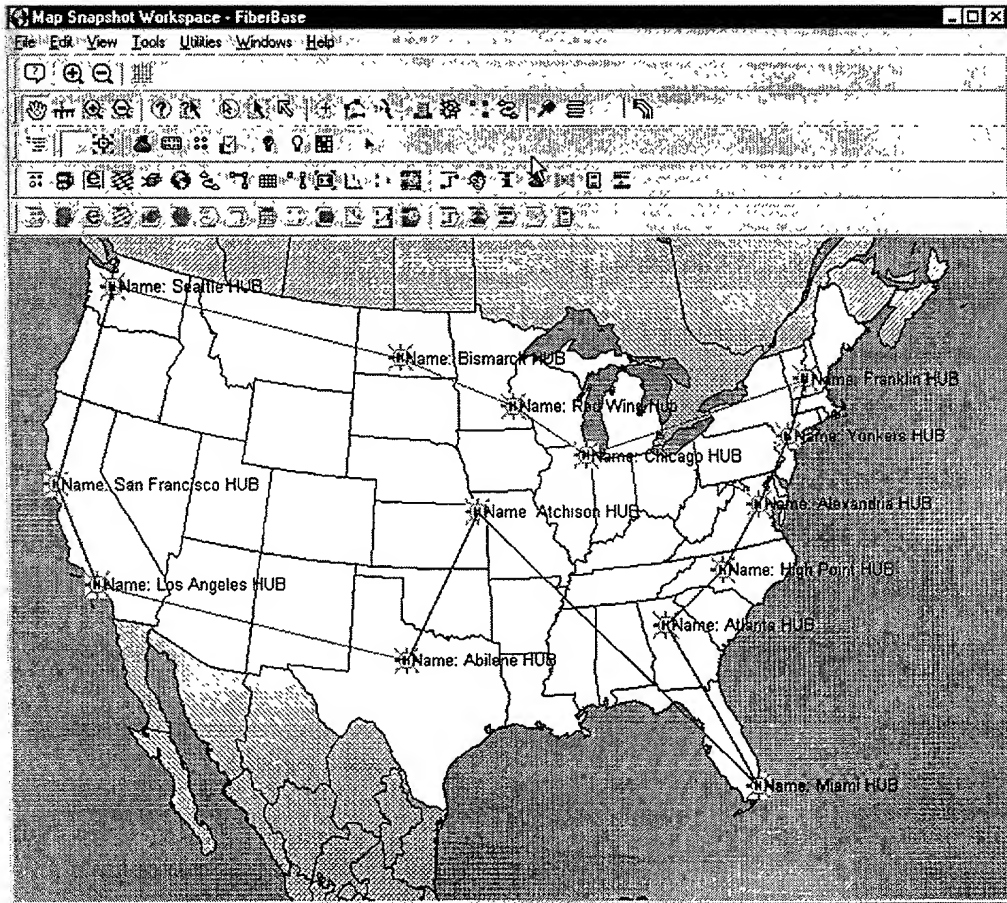 Map Snapshot Workspace - FiberBase
File Edit View Tools Utilities Windows Help
Name: Seattle HUB
Name: Bismarck HUB
Name: Franklin HUB
Name: Red Wing Hub
Name: Yonkers HUB
Name: Chicago HUB
Name: San Francisco HUB
Name: Alexandria HUB
Name: Atchison HUB
Name: High Point HUB
Name: Los Angeles HUB
Name: Atlanta HUB
Name: Abilene HUB
Name: Miami HUB